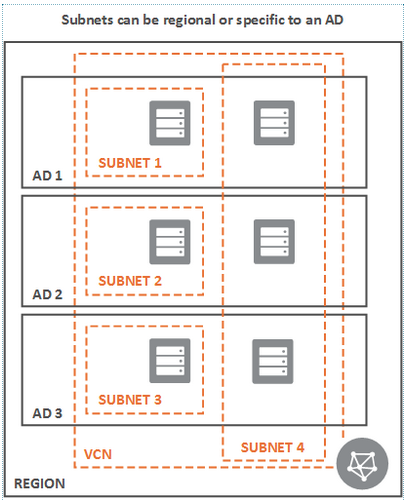 Subnets can be regional or specific to an AD
SUBNET 1
AD 1
SUBNET 2
AD 2
SUBNET 3
AD 3
VCN
SUBNET 4
REGION